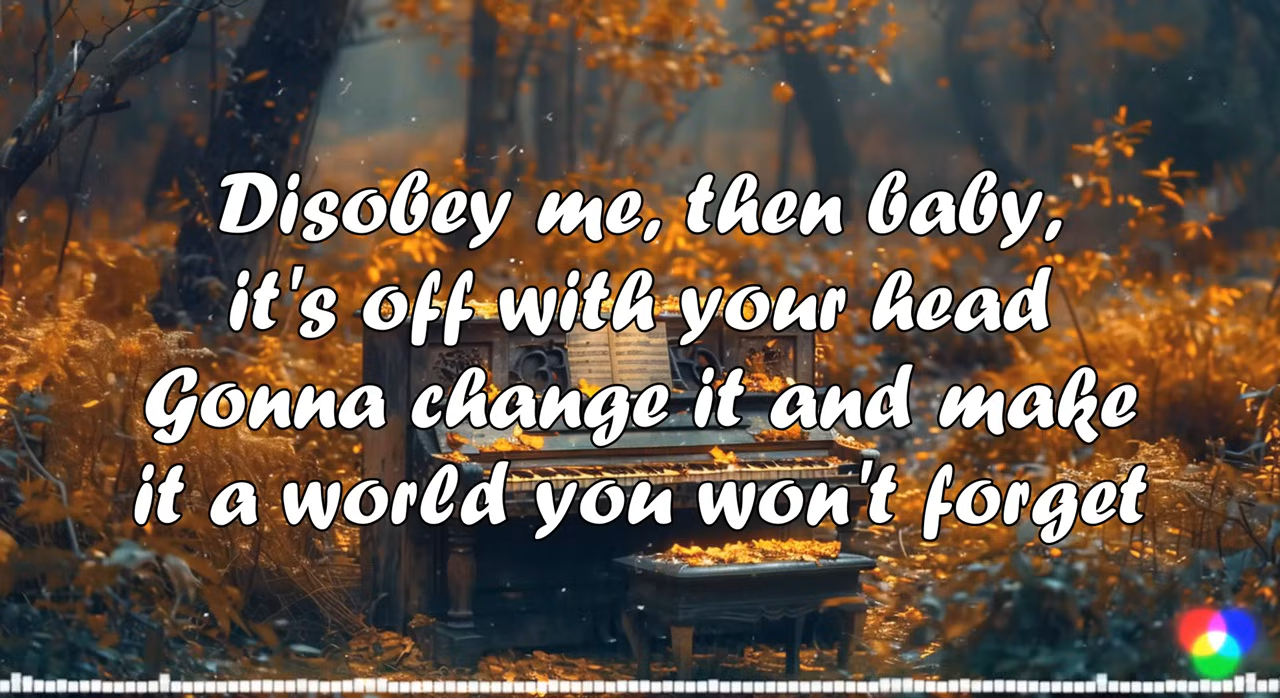 Disobey me, then baby,
it's off with your head
Gonna change it and make
it a world you won't forget